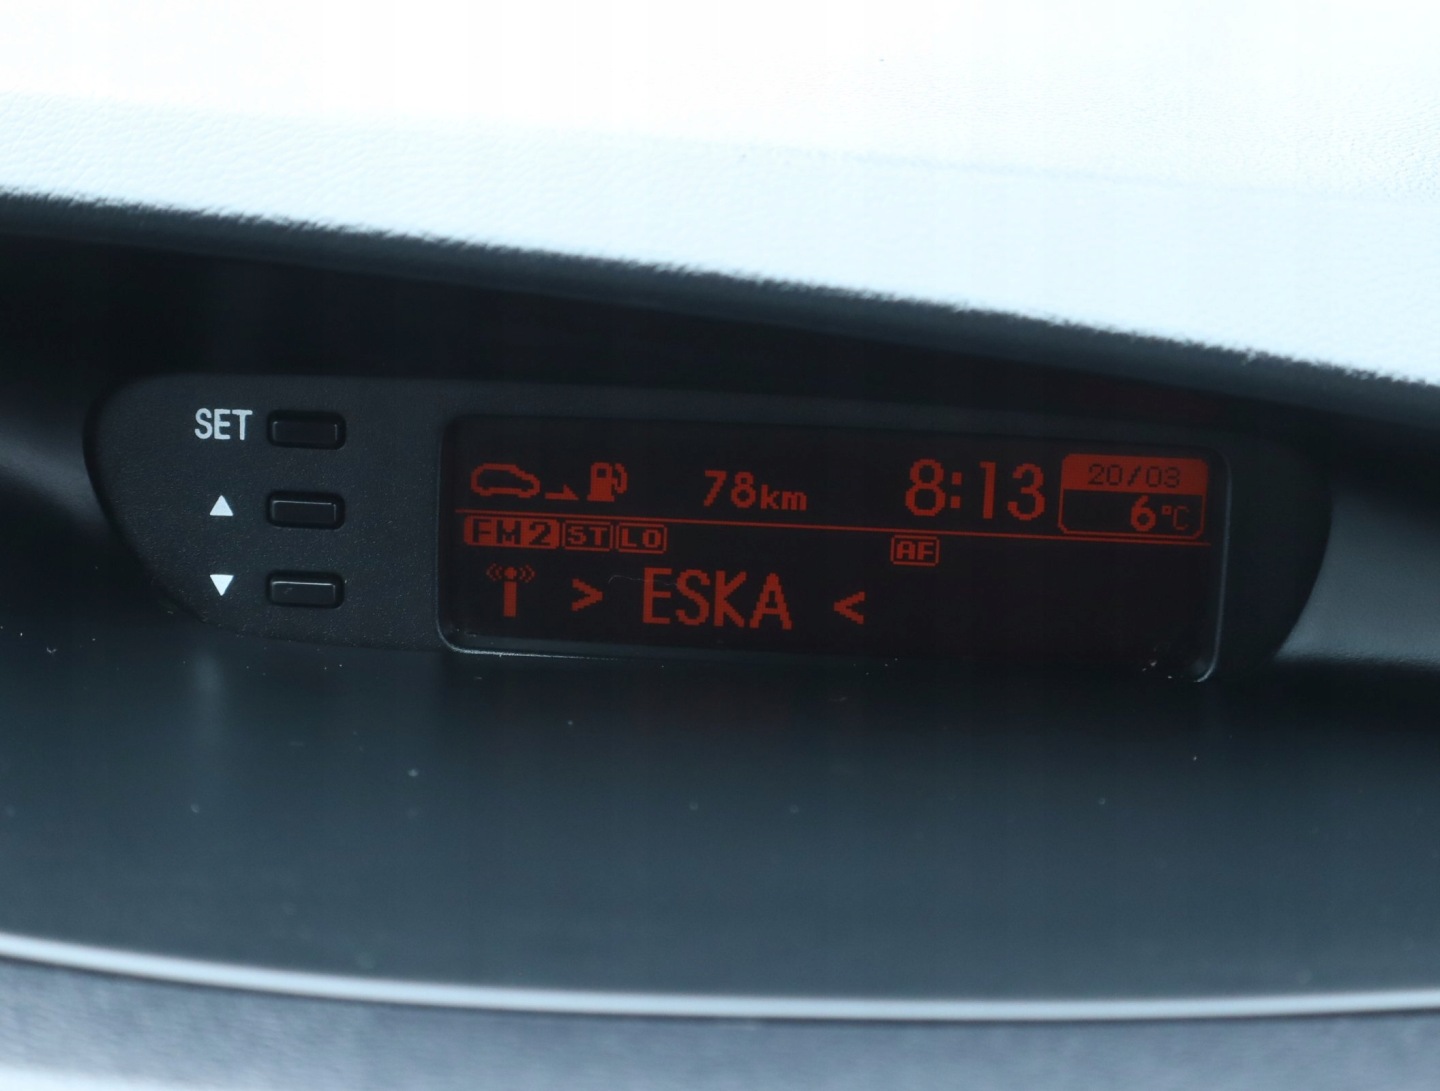 SET
78km 8:13 20/03
6°C
FM2 ST LO AF
> ESKA <